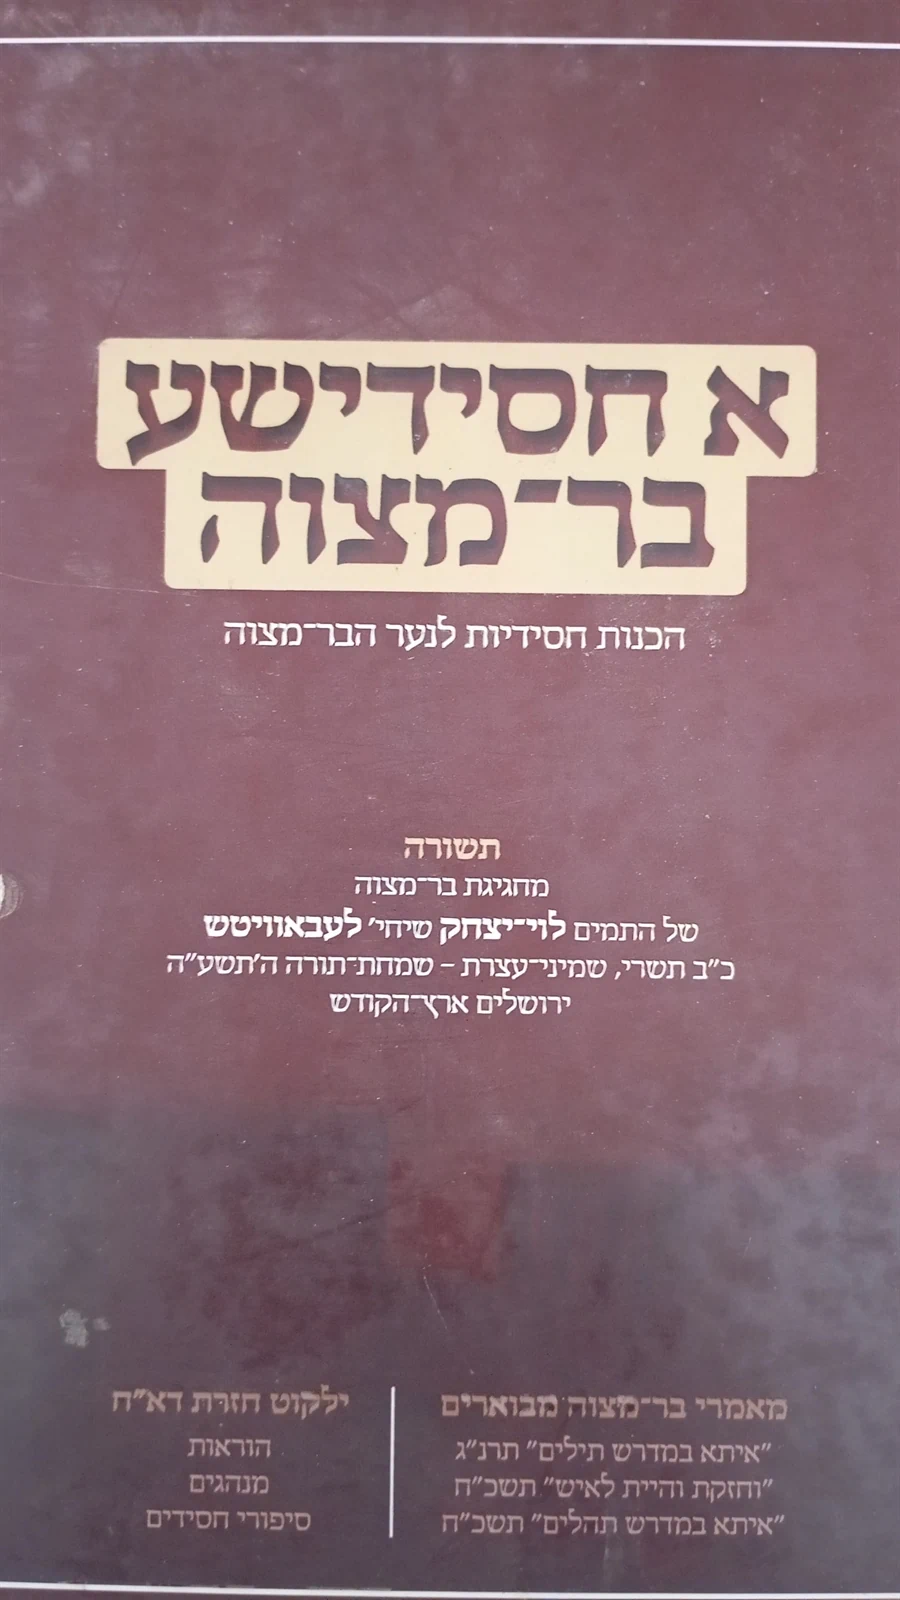 א חסידישע
בר־מצוה
הכנות חסידיות לנער הבר־מצוה
תשורה
מחגיגת בר־מצוה
של התמים לוי־יצחק שיחי' לעבאוויטש
כ"ב תשרי, שמיני־עצרת – שמחת־תורה ה'תשע"ה
ירושלים ארץ־הקודש
מאמרי בר־מצוה מבוארים
"איתא במדרש תילים" תרנ"ג
"וחזקת והיית לאיש" תשכ"ח
"איתא במדרש תהלים" תשכ"ח
ילקוט חזרת דא"ח
הוראות
מנהגים
סיפורי חסידים